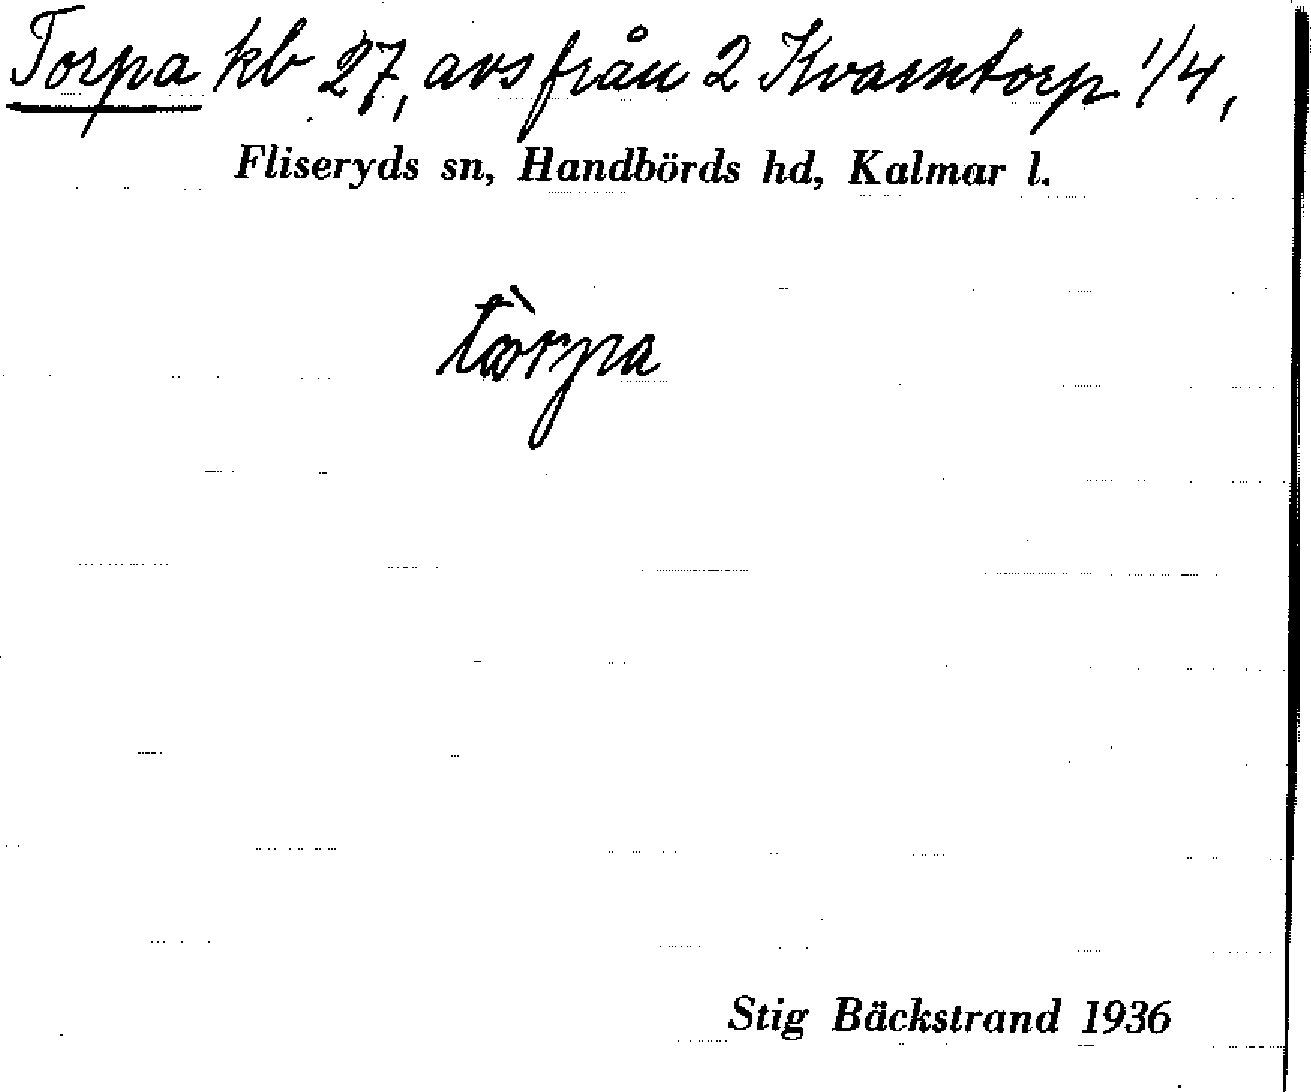 Torpa kb 27, avs från 2 Kvarntorp 1/4,
Fliseryds sn, Handbörds hd, Kalmar l.
tòrpa
Stig Bäckstrand 1936